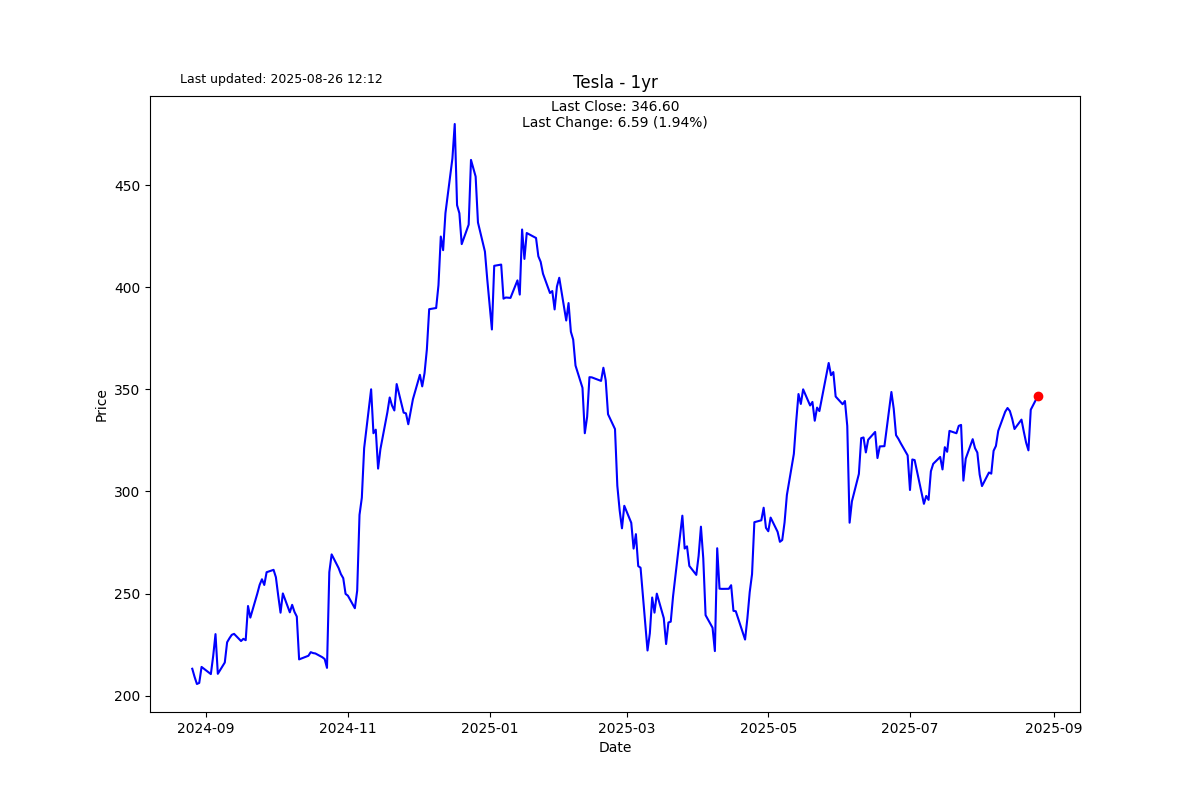 Last updated: 2025-08-26 12:12
Tesla - 1yr
Last Close: 346.60
Last Change: 6.59 (1.94%)
450
400
350
300
250
200
Price
2024-09
2024-11
2025-01
2025-03
2025-05
2025-07
2025-09
Date